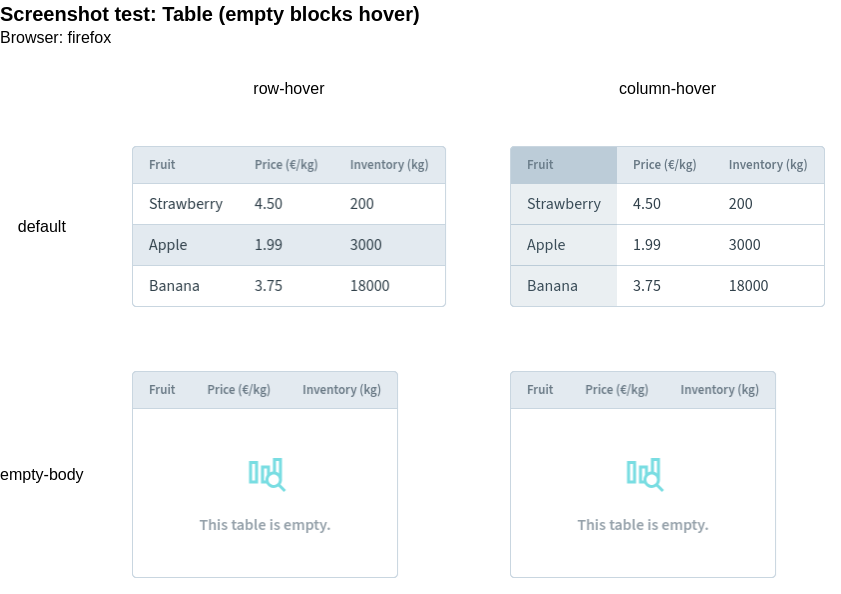 Screenshot test: Table (empty blocks hover)
Browser: firefox
row-hover column-hover
default
Fruit Price (€/kg) Inventory (kg)
Strawberry 4.50 200
Apple 1.99 3000
Banana 3.75 18000
Fruit Price (€/kg) Inventory (kg)
Strawberry 4.50 200
Apple 1.99 3000
Banana 3.75 18000
empty-body
Fruit Price (€/kg) Inventory (kg)
This table is empty.
Fruit Price (€/kg) Inventory (kg)
This table is empty.